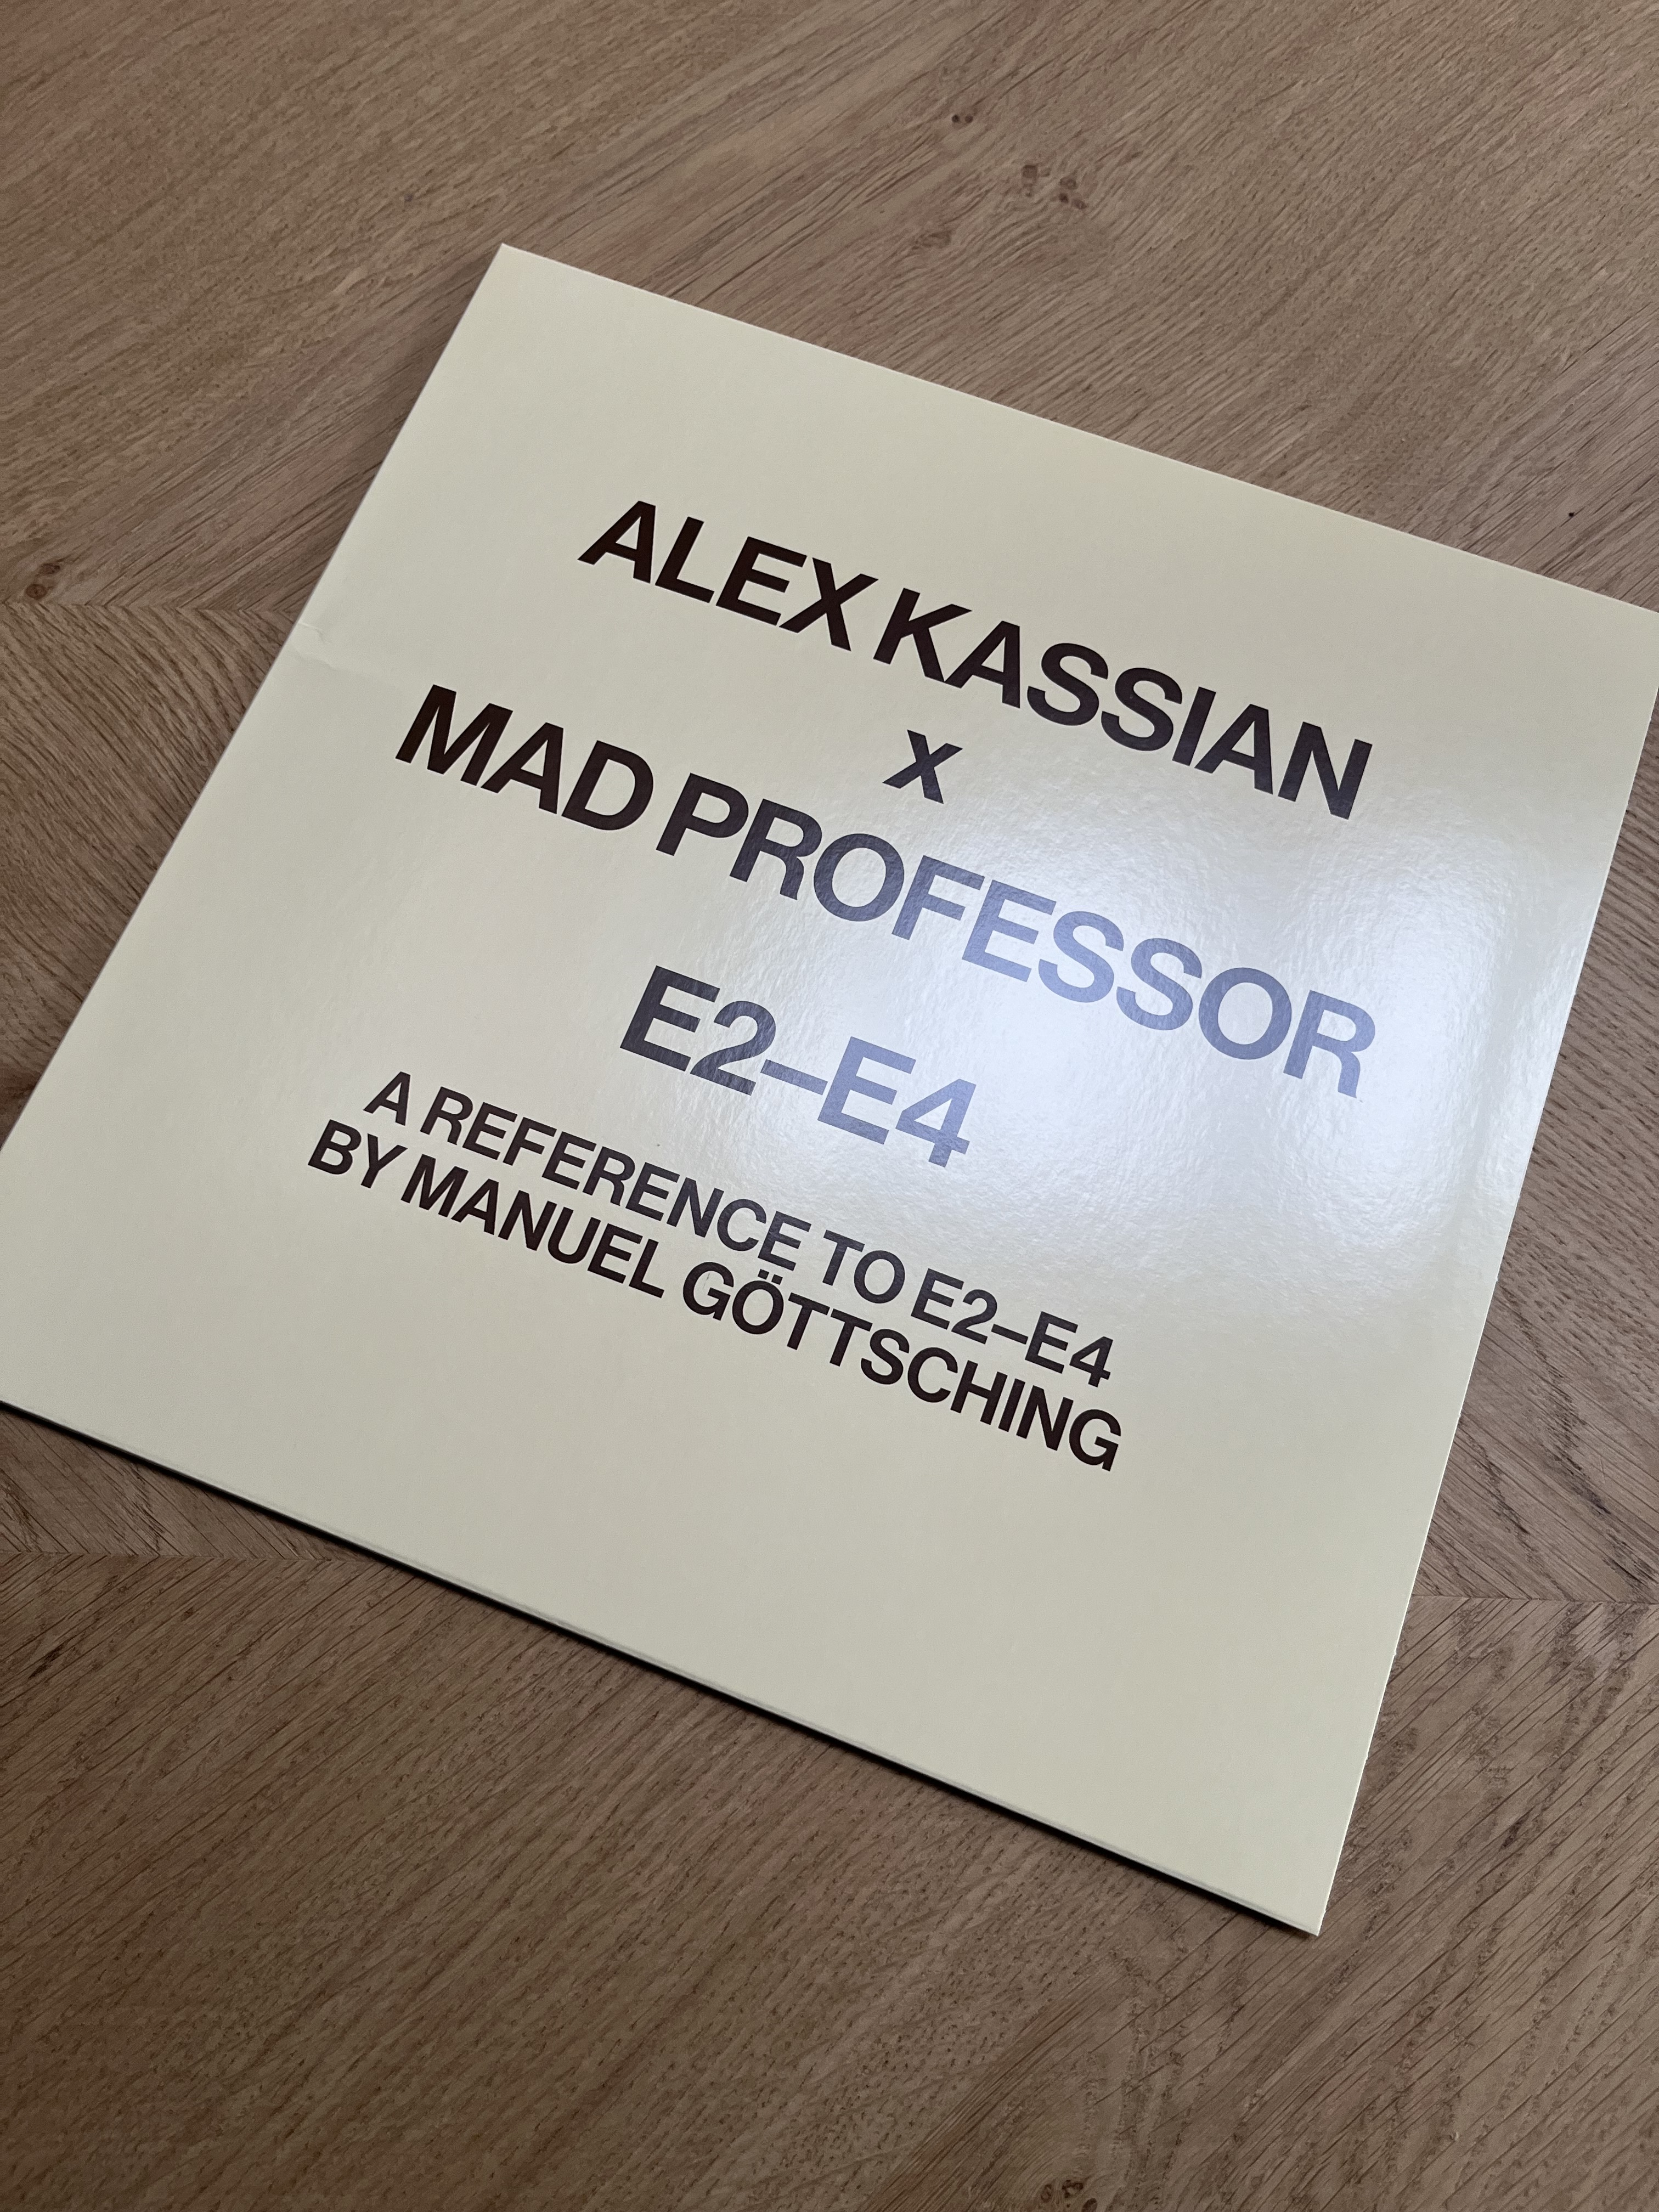 ALEX KASSIAN
X
MAD PROFESSOR
E2–E4
A REFERENCE TO E2–E4
BY MANUEL GÖTTSCHING